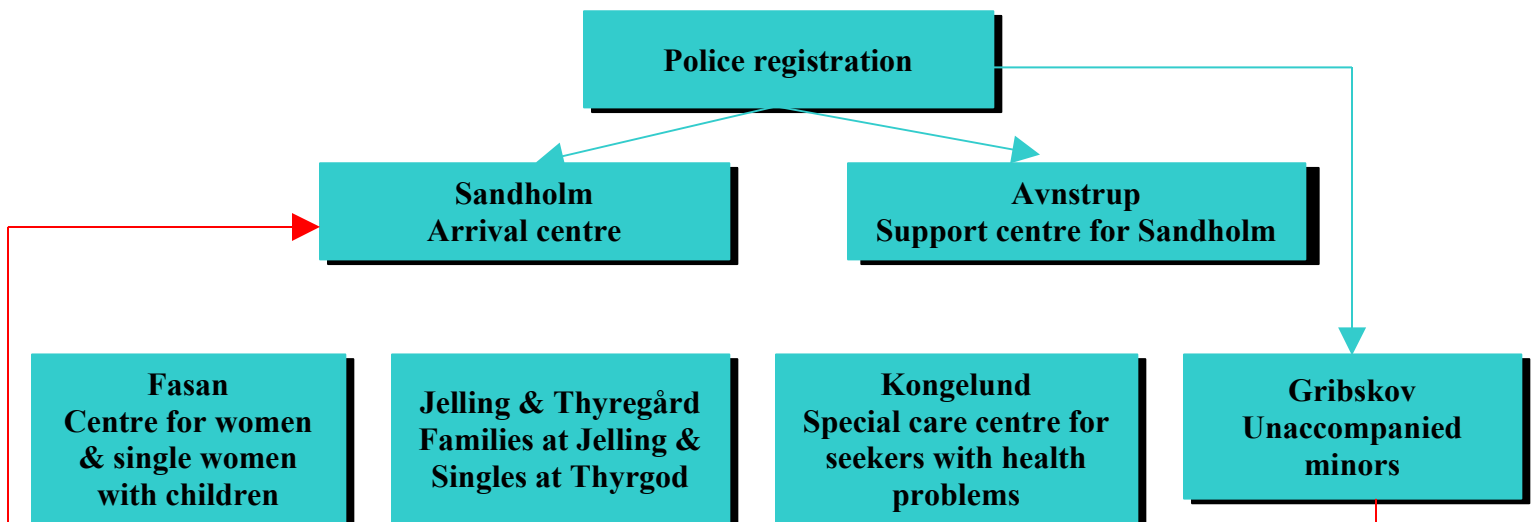 Police registration
Sandholm
Arrival centre
Avnstrup
Support centre for Sandholm
Fasan
Centre for women
& single women
with children
Jelling & Thyregård
Families at Jelling &
Singles at Thyrgod
Kongelund
Special care centre for
seekers with health
problems
Gribskov
Unaccompanied
minors